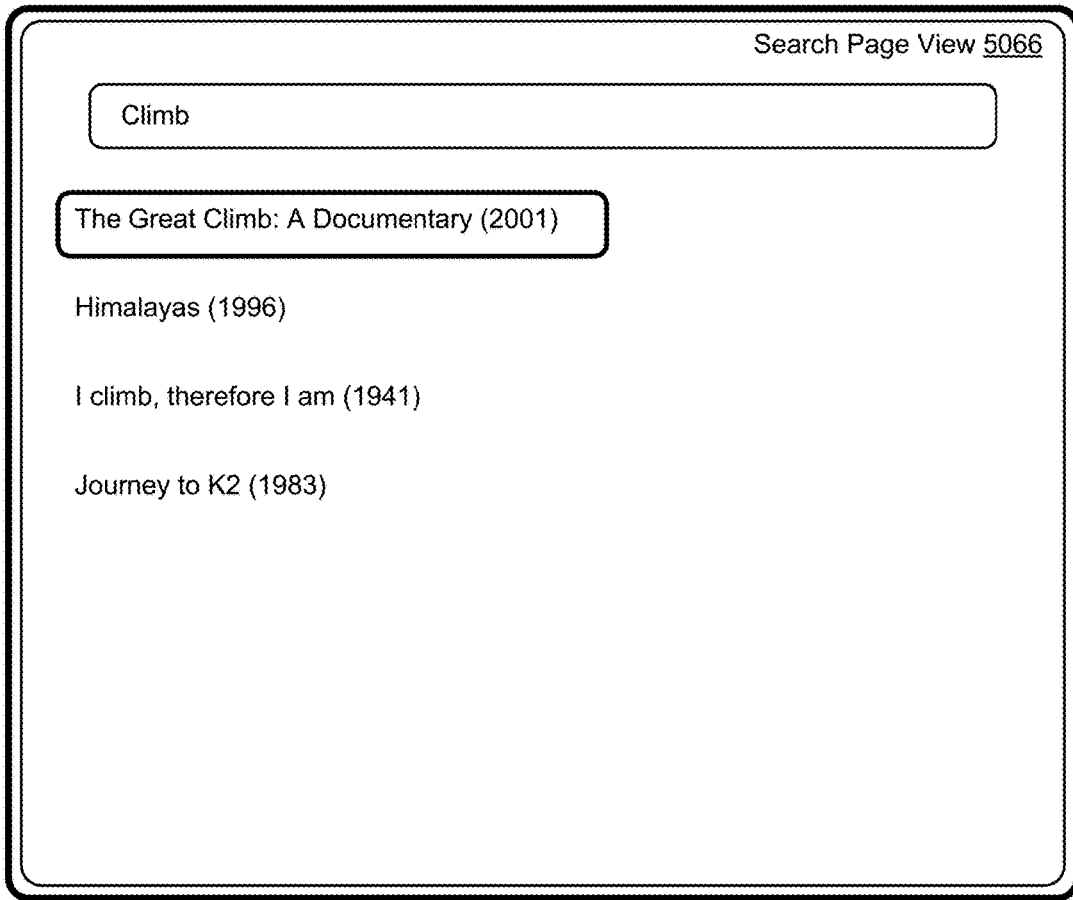 Search Page View 5066
Climb
The Great Climb: A Documentary (2001)
Himalayas (1996)
I climb, therefore I am (1941)
Journey to K2 (1983)